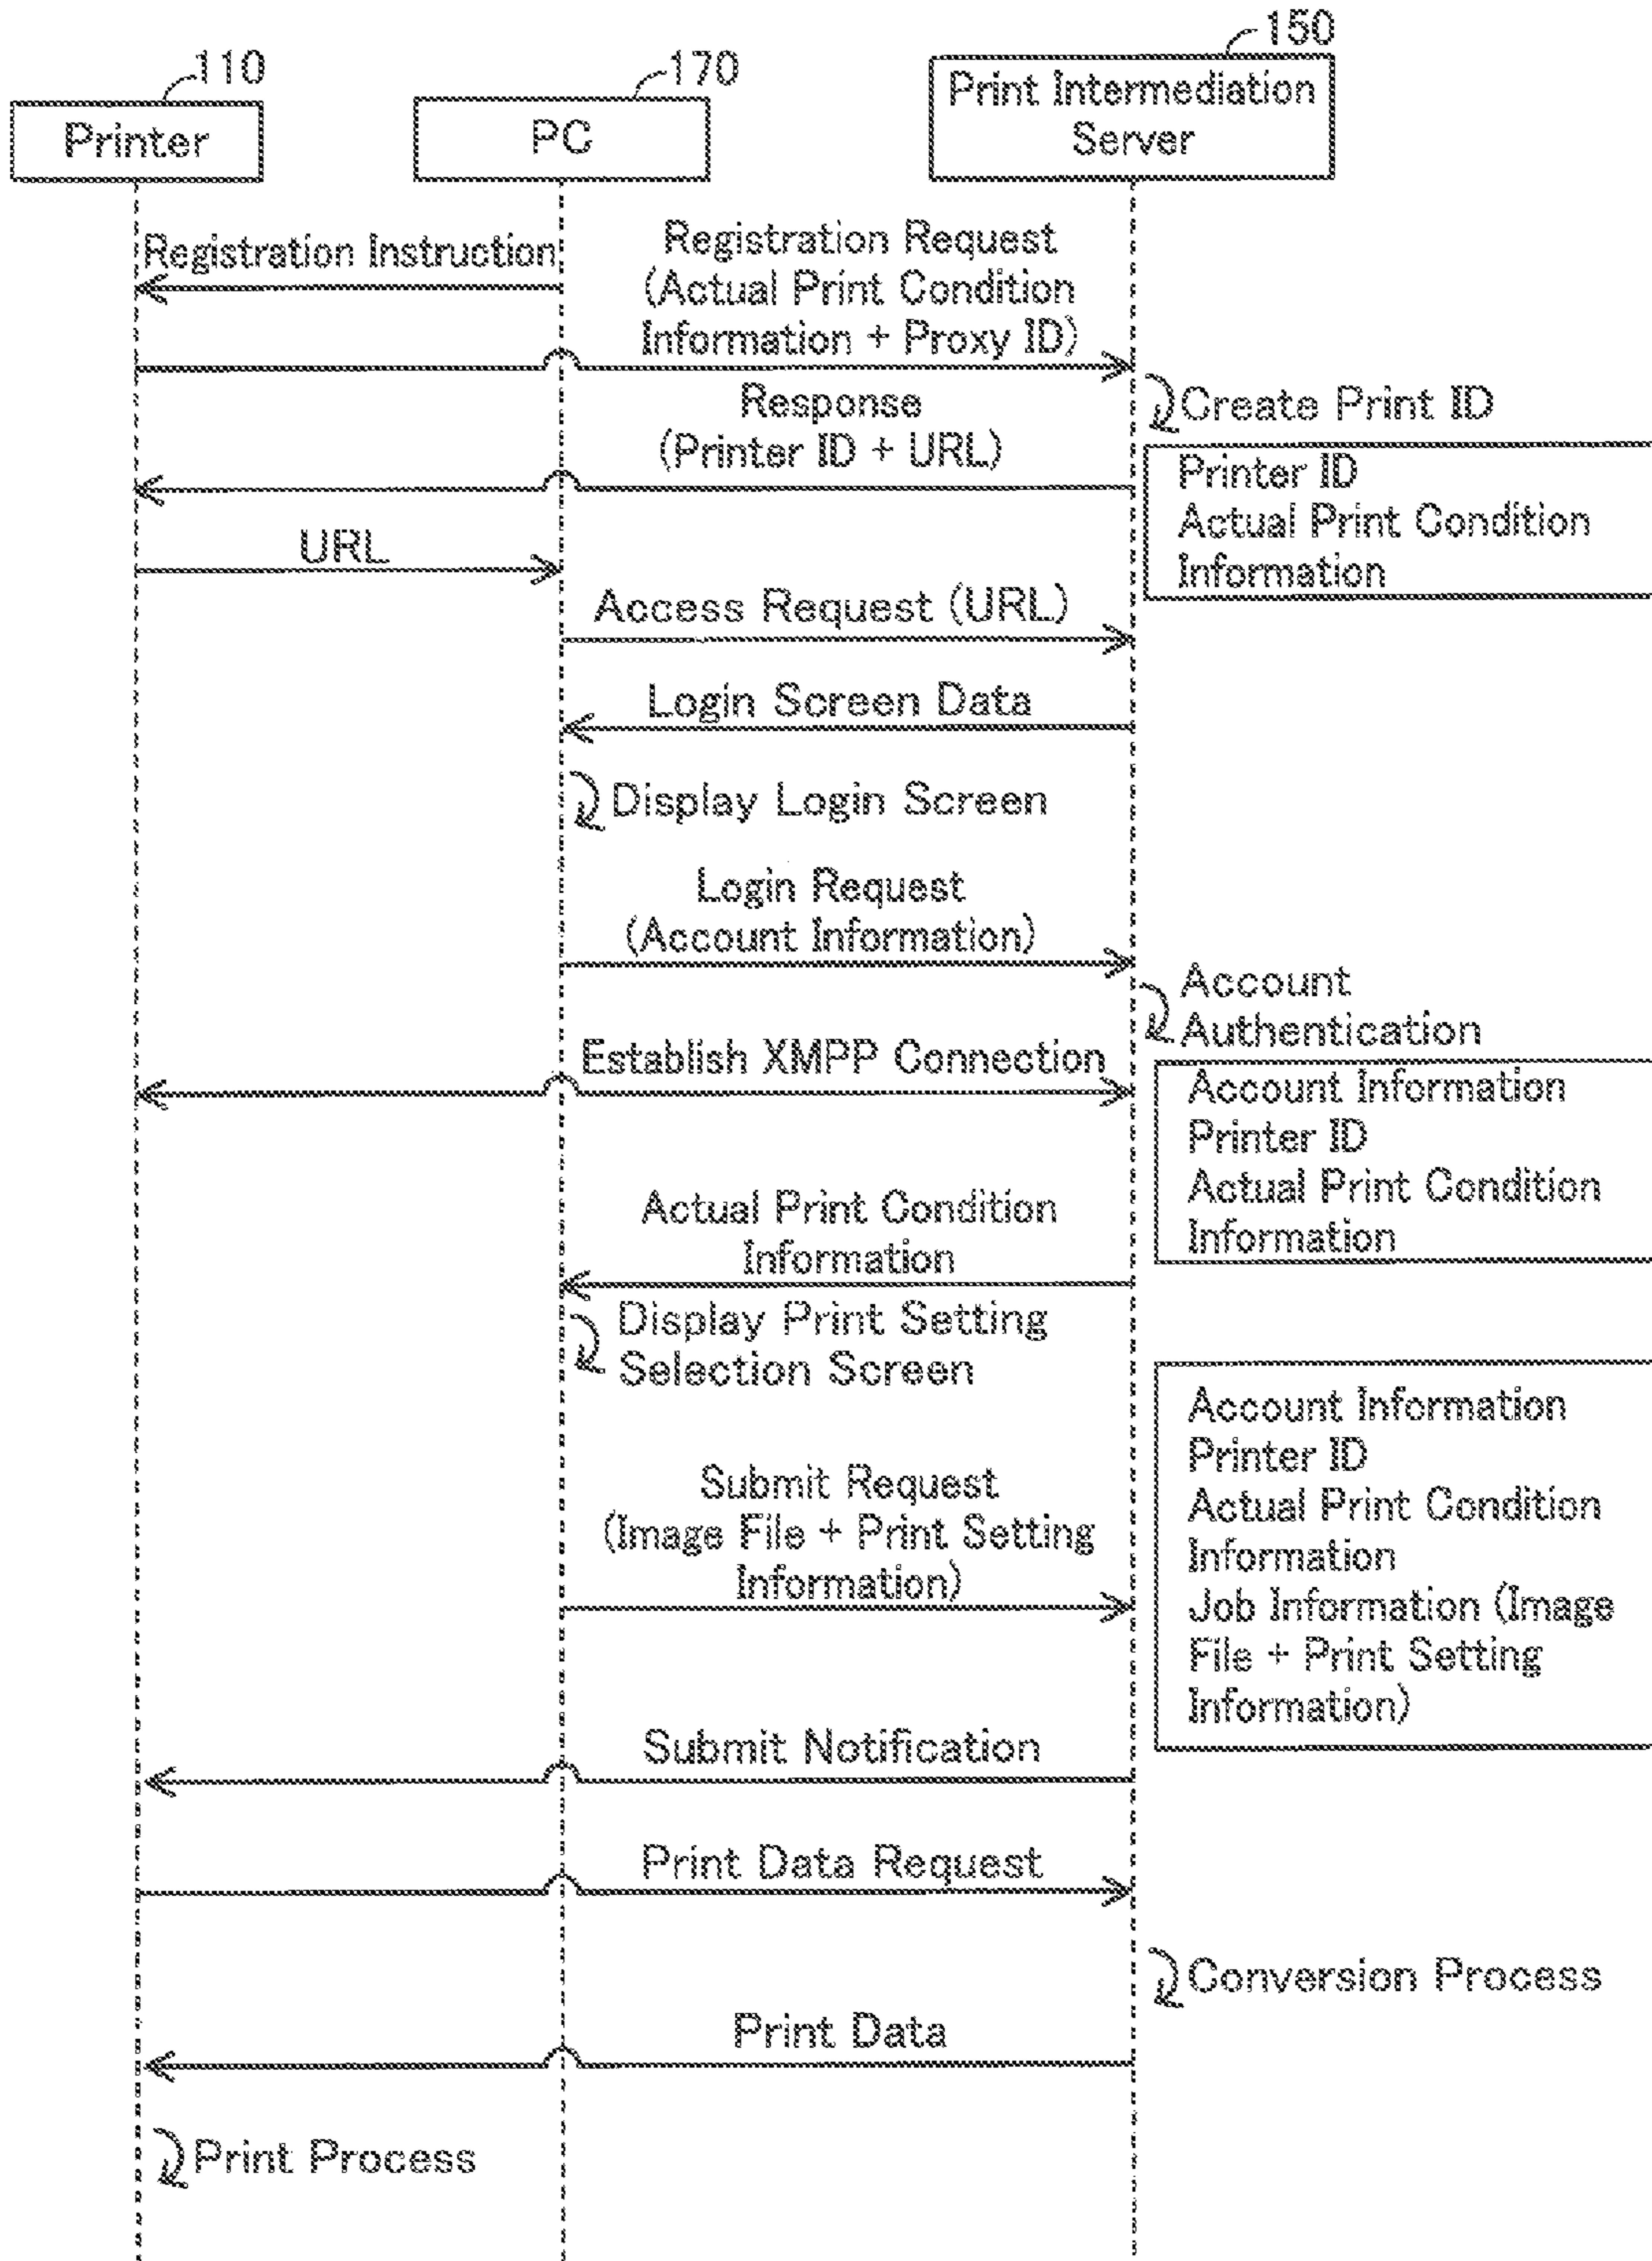 110
170
150
Printer
PC
Print Intermediation
Server
Registration Instruction
Registration Request
(Actual Print Condition
Information + Proxy ID)
Create Print ID
Response
(Printer ID + URL)
Printer ID
Actual Print Condition
Information
URL
Access Request (URL)
Login Screen Data
Display Login Screen
Login Request
(Account Information)
Account
Authentication
Establish XMPP Connection
Account Information
Printer ID
Actual Print Condition
Information
Actual Print Condition
Information
Display Print Setting
Selection Screen
Submit Request
(Image File + Print Setting
Information)
Account Information
Printer ID
Actual Print Condition
Information
Job Information (Image
File + Print Setting
Information)
Submit Notification
Print Data Request
Conversion Process
Print Data
Print Process